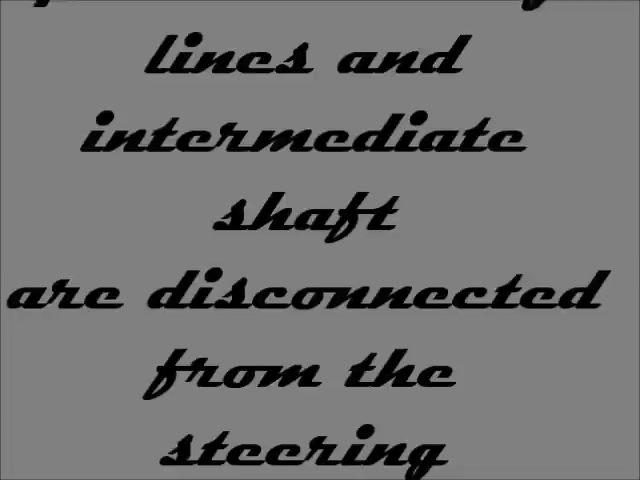 lines and
intermediate
shaft
are disconnected
from the
steering